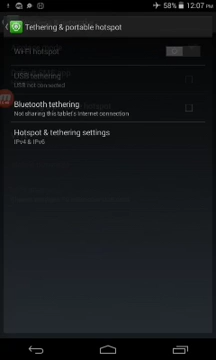 58% 12:07 PM
Tethering & portable hotspot
Wi-Fi hotspot
USB tethering
USB not connected
Bluetooth tethering
Not sharing this tablet's internet connection
Hotspot & tethering settings
IPv4 & IPv6